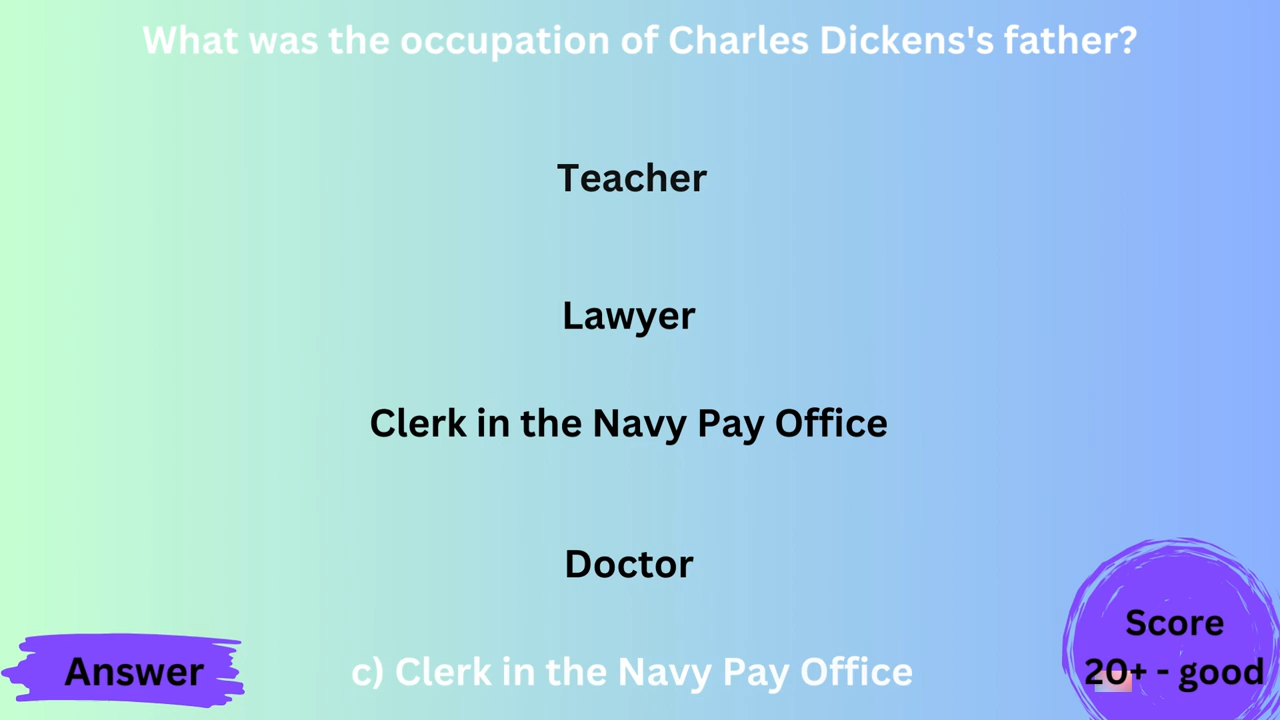 What was the occupation of Charles Dickens's father?
Teacher
Lawyer
Clerk in the Navy Pay Office
Doctor
Answer
c) Clerk in the Navy Pay Office
Score
20+ - good